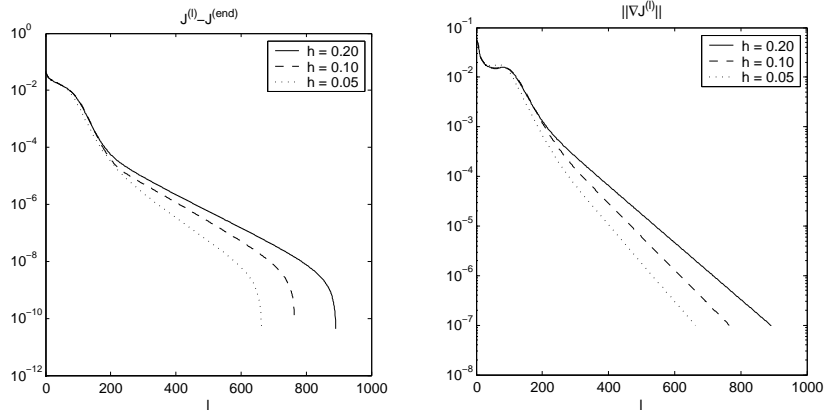 J^(l)–J^(end)
10^0
10^-2
10^-4
10^-6
10^-8
10^-10
10^-12
0
200
400
600
800
1000
l
h = 0.20
h = 0.10
h = 0.05
||∇J^(l)||
10^-1
10^-2
10^-3
10^-4
10^-5
10^-6
10^-7
10^-8
0
200
400
600
800
1000
l
h = 0.20
h = 0.10
h = 0.05